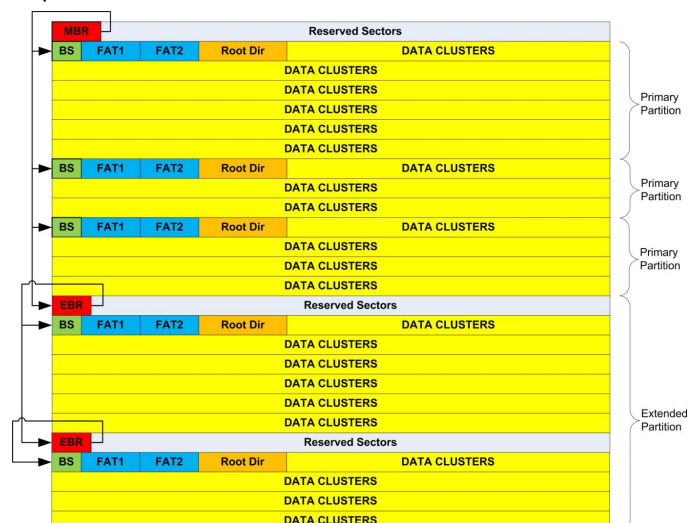 MBR Reserved Sectors
BS FAT1 FAT2 Root Dir DATA CLUSTERS
DATA CLUSTERS
DATA CLUSTERS
DATA CLUSTERS
DATA CLUSTERS
DATA CLUSTERS
Primary
Partition
BS FAT1 FAT2 Root Dir DATA CLUSTERS
DATA CLUSTERS
DATA CLUSTERS
Primary
Partition
BS FAT1 FAT2 Root Dir DATA CLUSTERS
DATA CLUSTERS
DATA CLUSTERS
DATA CLUSTERS
Primary
Partition
EBR Reserved Sectors
BS FAT1 FAT2 Root Dir DATA CLUSTERS
DATA CLUSTERS
DATA CLUSTERS
DATA CLUSTERS
DATA CLUSTERS
DATA CLUSTERS
EBR Reserved Sectors
BS FAT1 FAT2 Root Dir DATA CLUSTERS
DATA CLUSTERS
DATA CLUSTERS
DATA CLUSTERS
Extended
Partition